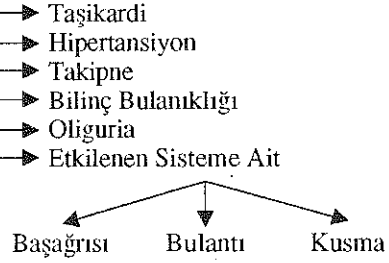 Taşikardi
Hipertansiyon
Takipne
Bilinç Bulanıklığı
Oliguria
Etkilenen Sisteme Ait
Başağrısı Bulantı Kusma